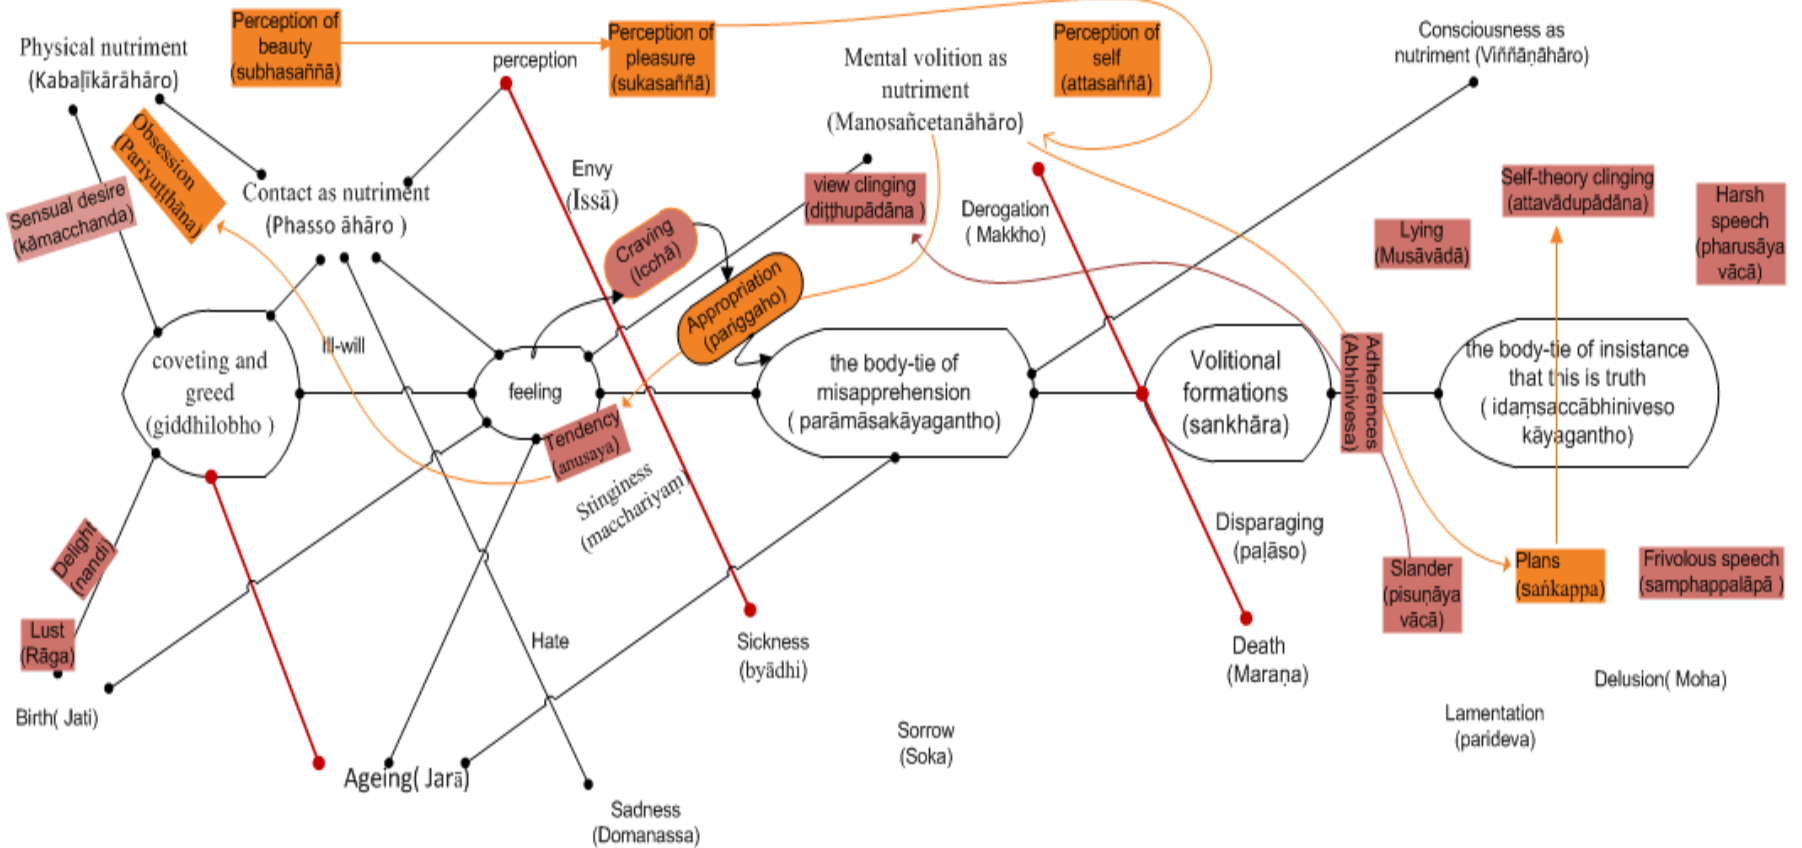 Physical nutriment
(Kabaḷīkārāhāro)
Perception of
beauty
(subhasaññā)
perception
Perception of
pleasure
(sukasaññā)
Mental volition as
nutriment
(Manosañcetanāhāro)
Perception of
self
(attasaññā)
Consciousness as
nutriment (Viññāṇāhāro)
Obsession
(Pariyuṭṭhāna)
Sensual desire
(kāmacchanda)
Contact as nutriment
(Phasso āhāro )
Envy
(Issā)
Craving
(Icchā)
view clinging
(diṭṭhupādāna )
Derogation
( Makkho)
Lying
(Musāvādā)
Self-theory clinging
(attavādupādāna)
Harsh
speech
(pharusāya
vācā)
Appropriation
(pariggaho)
Ill-will
coveting and
greed
(giddhilobho )
feeling
the body-tie of
misapprehension
( parāmāsakāyagantho)
Volitional
formations
(sankhāra)
Adherences
(Abhinivesa)
the body-tie of insistance
that this is truth
( idaṃsaccābhiniveso
kāyagantho)
Tendency
(anusaya)
Stinginess
(macchariyaṃ)
Delight
(nandi)
Lust
(Rāga)
Birth( Jati)
Hate
Sickness
(byādhi)
Disparaging
(paḷāso)
Slander
(pisuṇāya
vācā)
Plans
(saṅkappa)
Frivolous speech
(samphappalāpā )
Death
(Maraṇa)
Delusion( Moha)
Lamentation
(parideva)
Sorrow
(Soka)
Ageing( Jarā)
Sadness
(Domanassa)